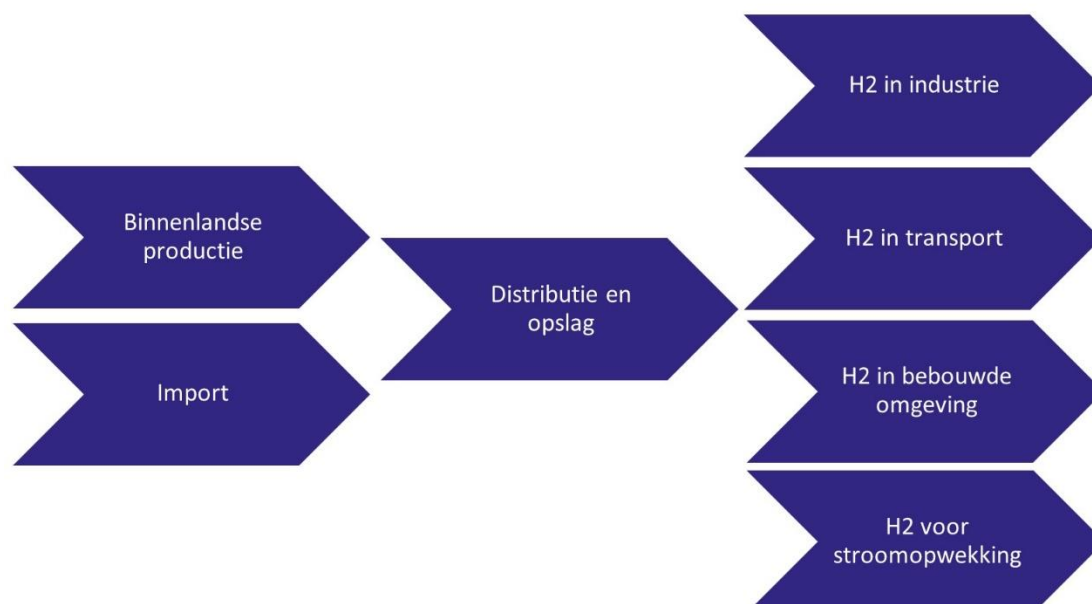 Binnenlandse
productie
Import
Distributie en
opslag
H2 in industrie
H2 in transport
H2 in bebouwde
omgeving
H2 voor
stroomopwekking